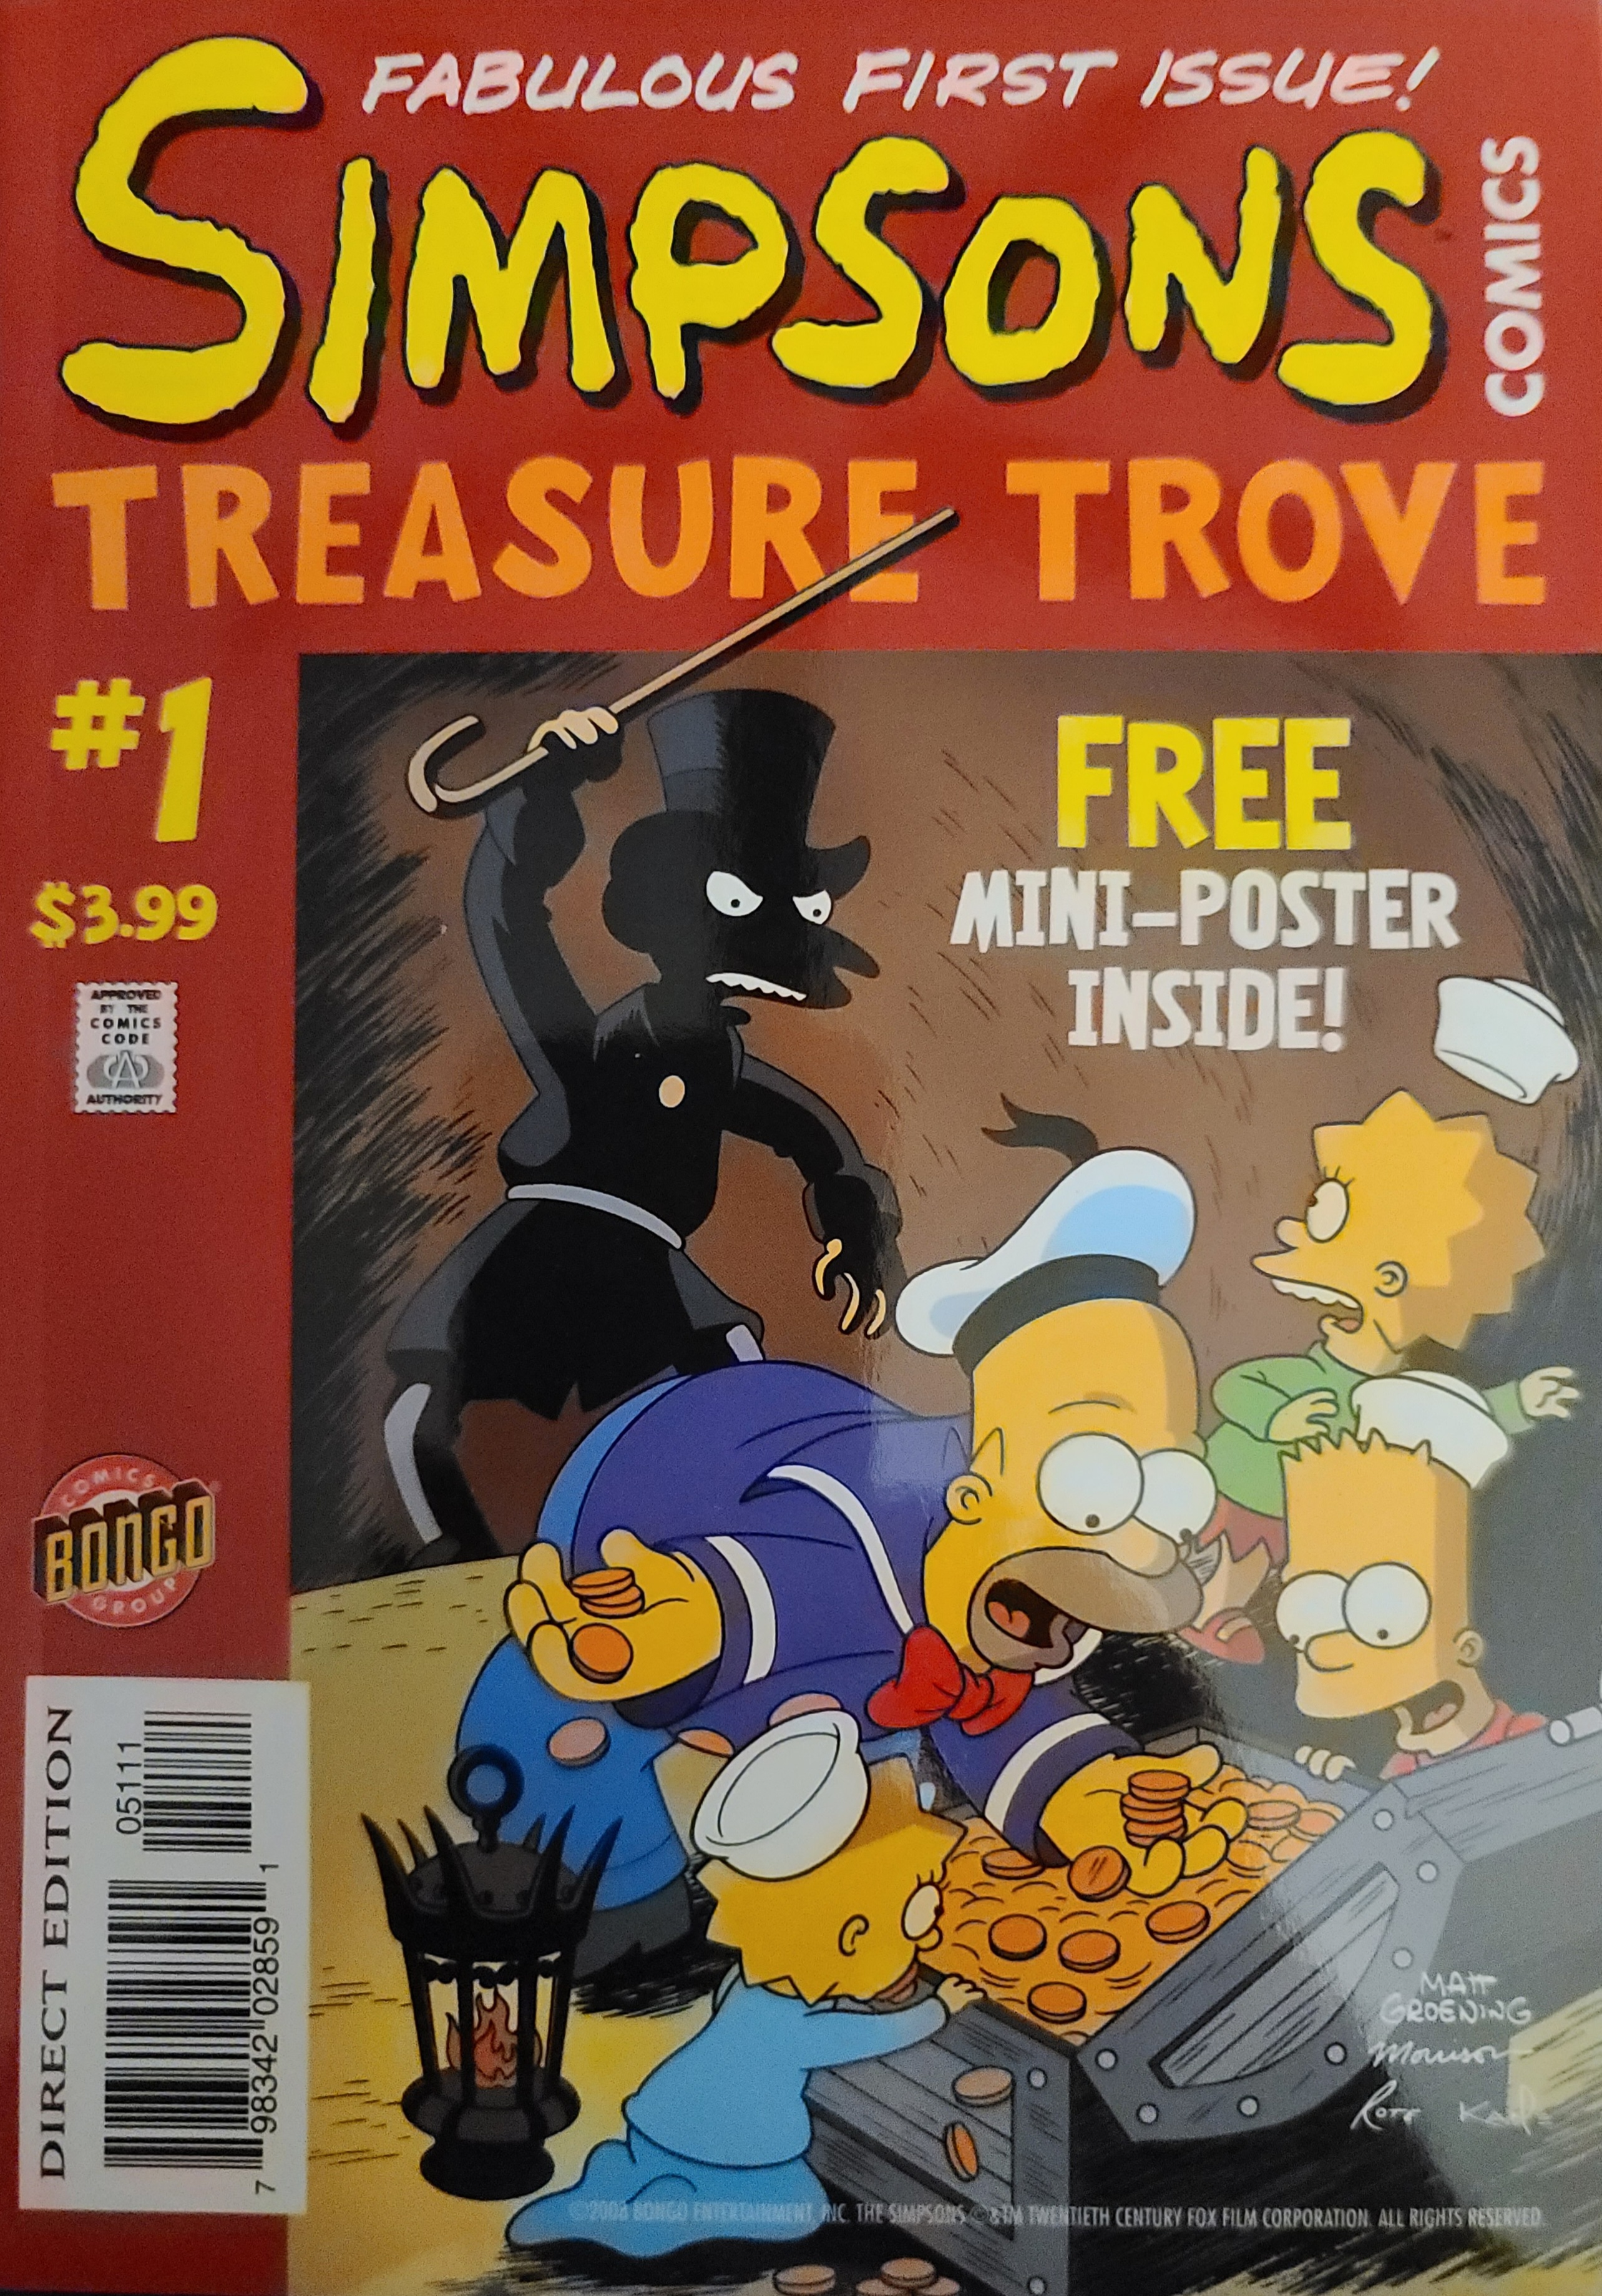 FABULOUS FIRST ISSUE!
SIMPSONS
COMICS
TREASURE TROVE
#1
$3.99
APPROVED
BY THE
COMICS
CODE
CA
AUTHORITY
FREE
MINI-POSTER
INSIDE!
COMICS
BONGO
GROUP
DIRECT EDITION
05111
7 98342 02859 1
MATT
GROENING
Morrison
©2008 BONGO ENTERTAINMENT, INC. THE SIMPSONS © & TM TWENTIETH CENTURY FOX FILM CORPORATION. ALL RIGHTS RESERVED.